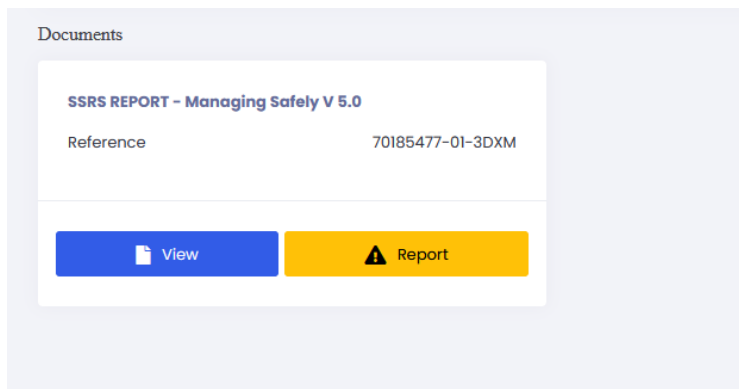 Documents
SSRS REPORT - Managing Safely V 5.0
Reference 70185477-01-3DXM
View Report